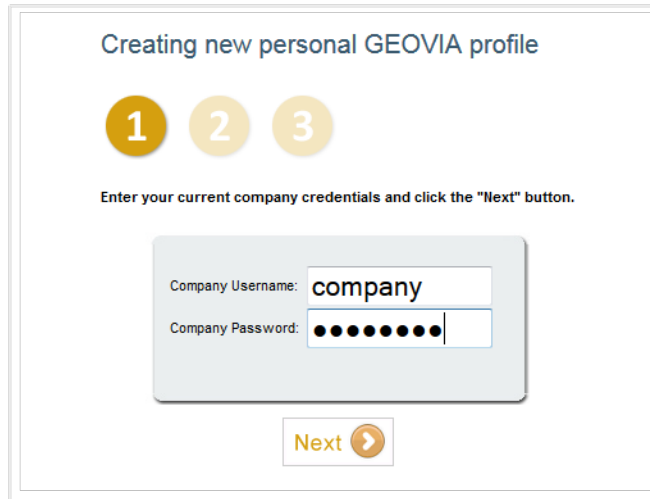 Creating new personal GEOVIA profile
1 2 3
Enter your current company credentials and click the "Next" button.
Company Username: company
Company Password: ●●●●●●●●
Next